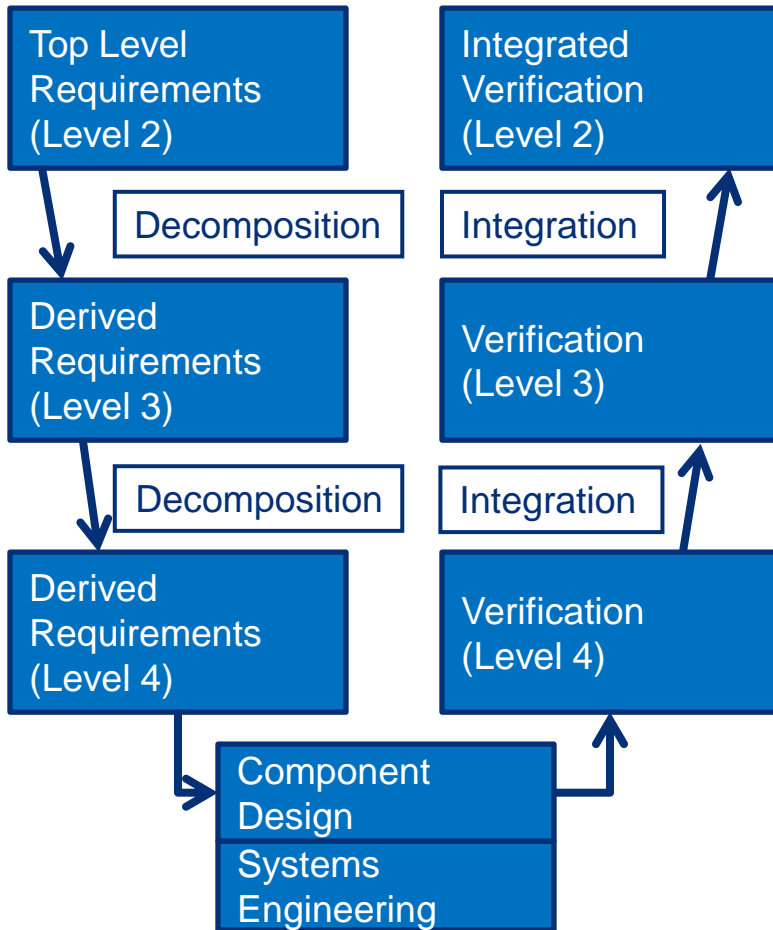 Top Level
Requirements
(Level 2)
Integrated
Verification
(Level 2)
Decomposition
Integration
Derived
Requirements
(Level 3)
Verification
(Level 3)
Decomposition
Integration
Derived
Requirements
(Level 4)
Verification
(Level 4)
Component
Design
Systems
Engineering